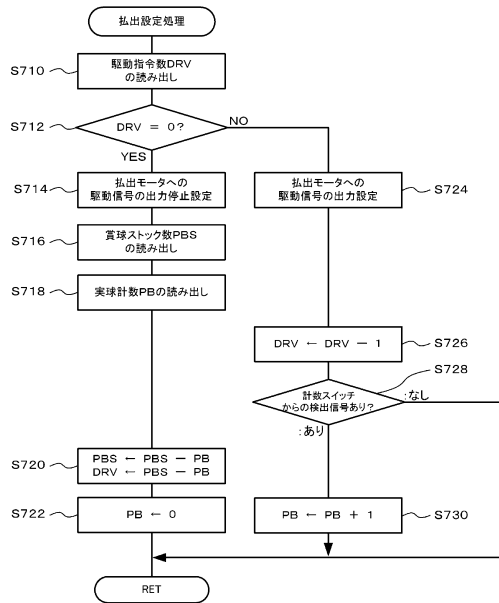 払出設定処理
S710
駆動指令数DRV
の読み出し
S712
DRV = 0?
NO
YES
S714
払出モータへの
駆動信号の出力停止設定
払出モータへの
駆動信号の出力設定
S724
S716
賞球ストック数PBS
の読み出し
S718
実球計数PBの読み出し
DRV ← DRV − 1
S726
S728
計数スイッチ
からの検出信号あり?
:なし
:あり
S720
PBS ← PBS − PB
DRV ← PBS − PB
S722
PB ← 0
PB ← PB + 1
S730
RET